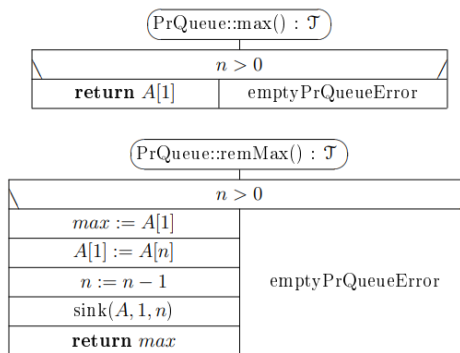 PrQueue::max() : 𝒯
n > 0
return A[1] emptyPrQueueError
PrQueue::remMax() : 𝒯
n > 0
max := A[1]
A[1] := A[n]
n := n − 1
emptyPrQueueError
sink(A, 1, n)
return max